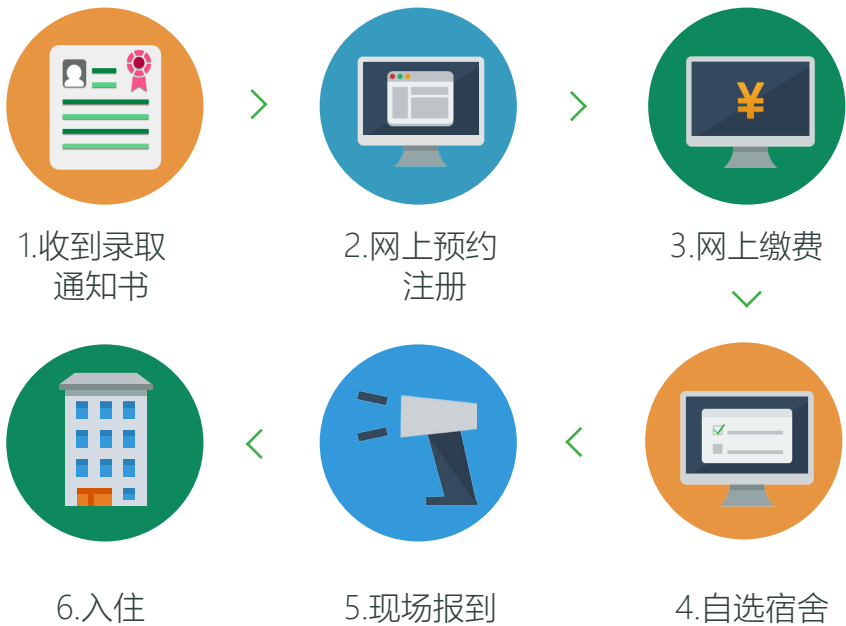 1.收到录取
通知书
2.网上预约
注册
3.网上缴费
¥
4.自选宿舍
5.现场报到
6.入住